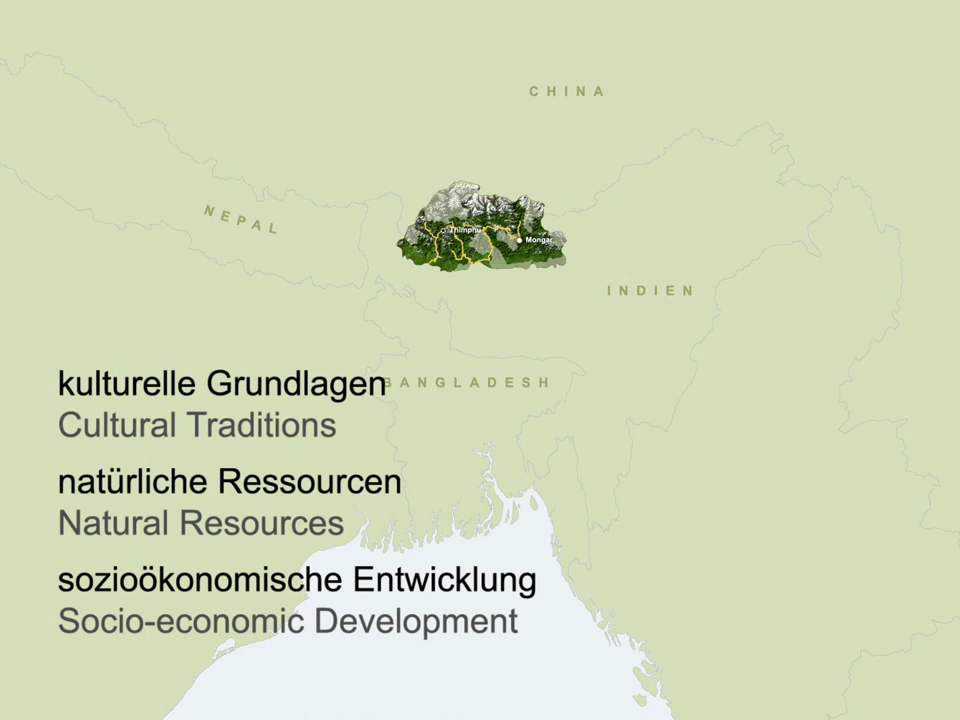 CHINA
NEPAL
Thimphu
Mongar
INDIEN
BANGLADESH
kulturelle Grundlagen
Cultural Traditions
natürliche Ressourcen
Natural Resources
sozioökonomische Entwicklung
Socio-economic Development